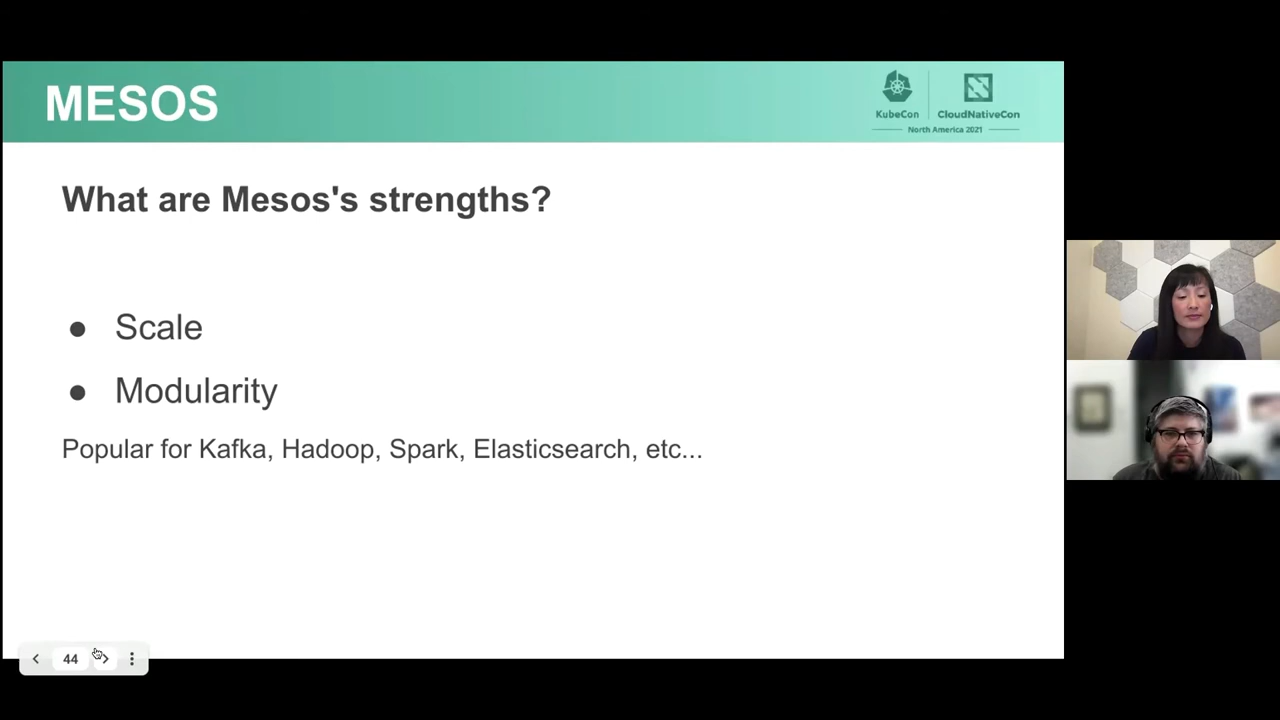 MESOS
KubeCon
CloudNativeCon
North America 2021
What are Mesos's strengths?
● Scale
● Modularity
Popular for Kafka, Hadoop, Spark, Elasticsearch, etc...
44